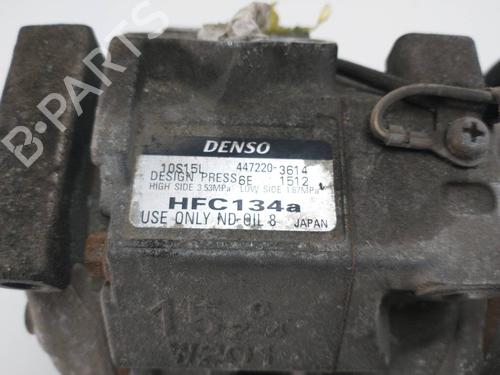 B-PARTS
DENSO
10S15L 447220-3614
DESIGN PRESS 6E 1512
HIGH SIDE 3.53MPa LOW SIDE 1.67MPa
HFC134a
USE ONLY ND-OIL 8 JAPAN